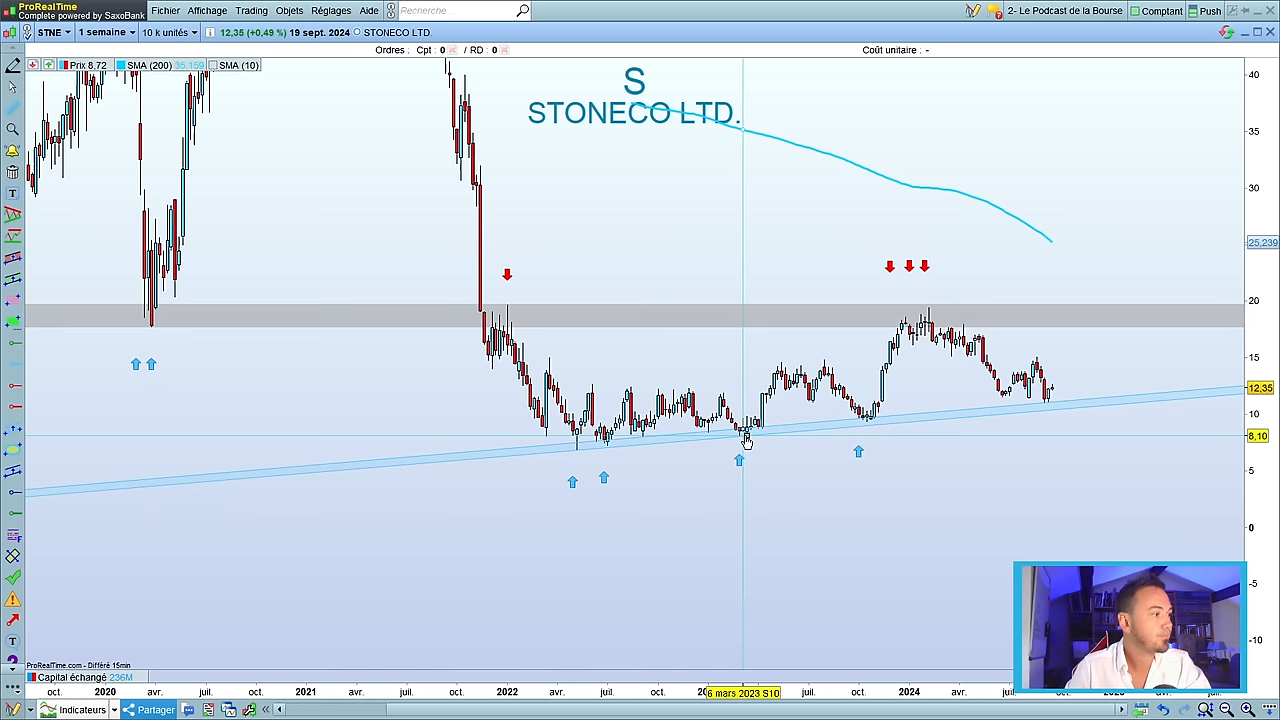 ProRealTime
Complete powered by SaxoBank
Fichier Affichage Trading Objets Réglages Aide Recherche... 2- Le Podcast de la Bourse Comptant Push
STNE 1 semaine 10 k unités 12,35 (+0,49 %) 19 sept. 2024 STONECO LTD.
Ordres : Cpt : 0 / RD : 0 Coût unitaire : -
Prix 8,72 SMA (200) 35,159 SMA (10)
S
STONECO LTD.
40
35
30
25,239
20
15
12,35
10
8,10
5
0
-5
-10
ProRealTime.com - Différé 15min
Capital échangé 236M
oct. 2020 avr. juil. oct. 2021 avr. juil. oct. 2022 avr. juil. oct. 6 mars 2023 S10 juil. oct. 2024 avr.
Indicateurs Partager